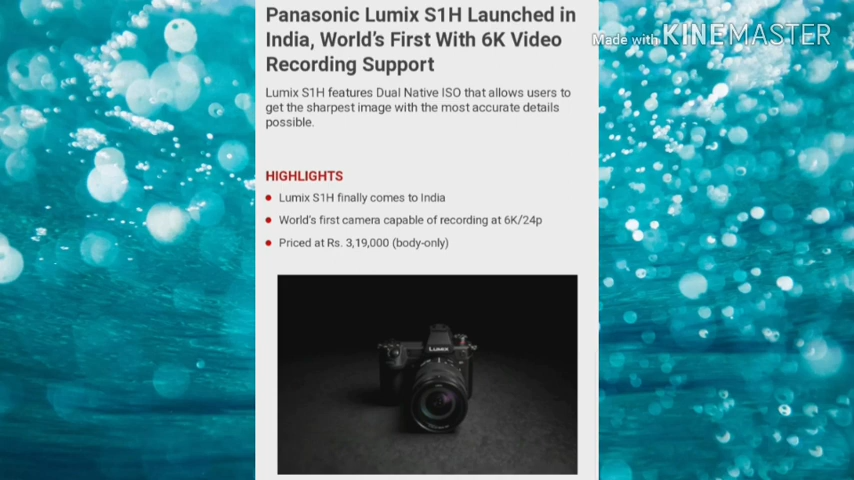 Panasonic Lumix S1H Launched in
India, World's First With 6K Video
Recording Support
Made with KINEMASTER
Lumix S1H features Dual Native ISO that allows users to
get the sharpest image with the most accurate details
possible.
HIGHLIGHTS
Lumix S1H finally comes to India
World's first camera capable of recording at 6K/24p
Priced at Rs. 3,19,000 (body-only)
LUMIX